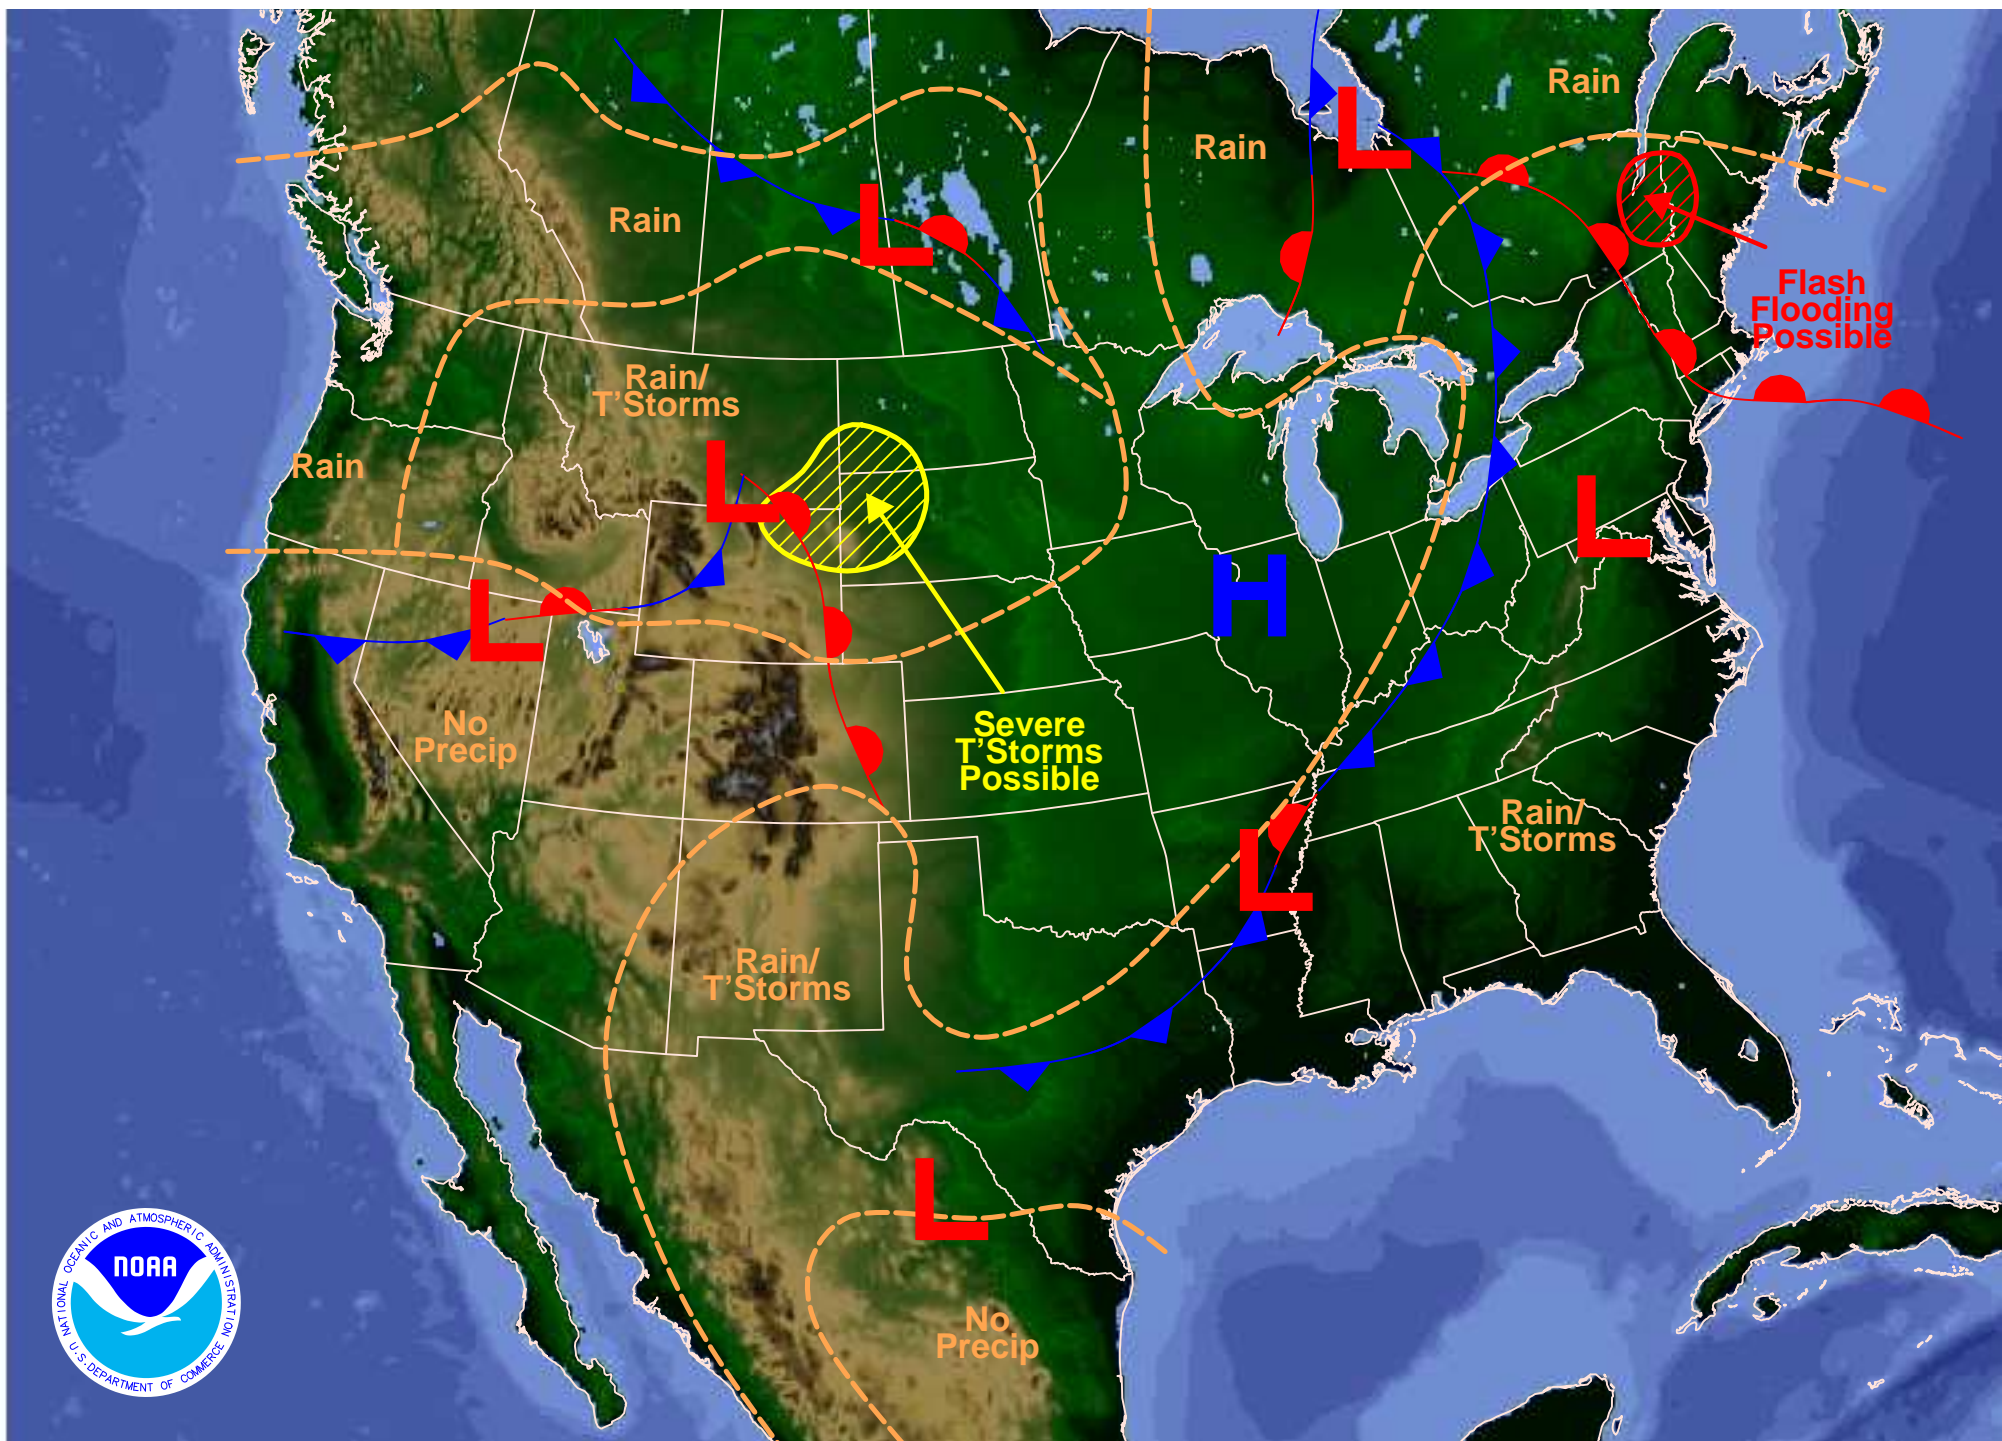 Rain
Rain
L
Rain
L
Flash
Flooding
Possible
Rain/
T'Storms
Rain
L
L
H
L
No
Precip
Severe
T'Storms
Possible
Rain/
T'Storms
L
Rain/
T'Storms
L
No
Precip
NATIONAL OCEANIC AND ATMOSPHERIC ADMINISTRATION
NOAA
U.S. DEPARTMENT OF COMMERCE